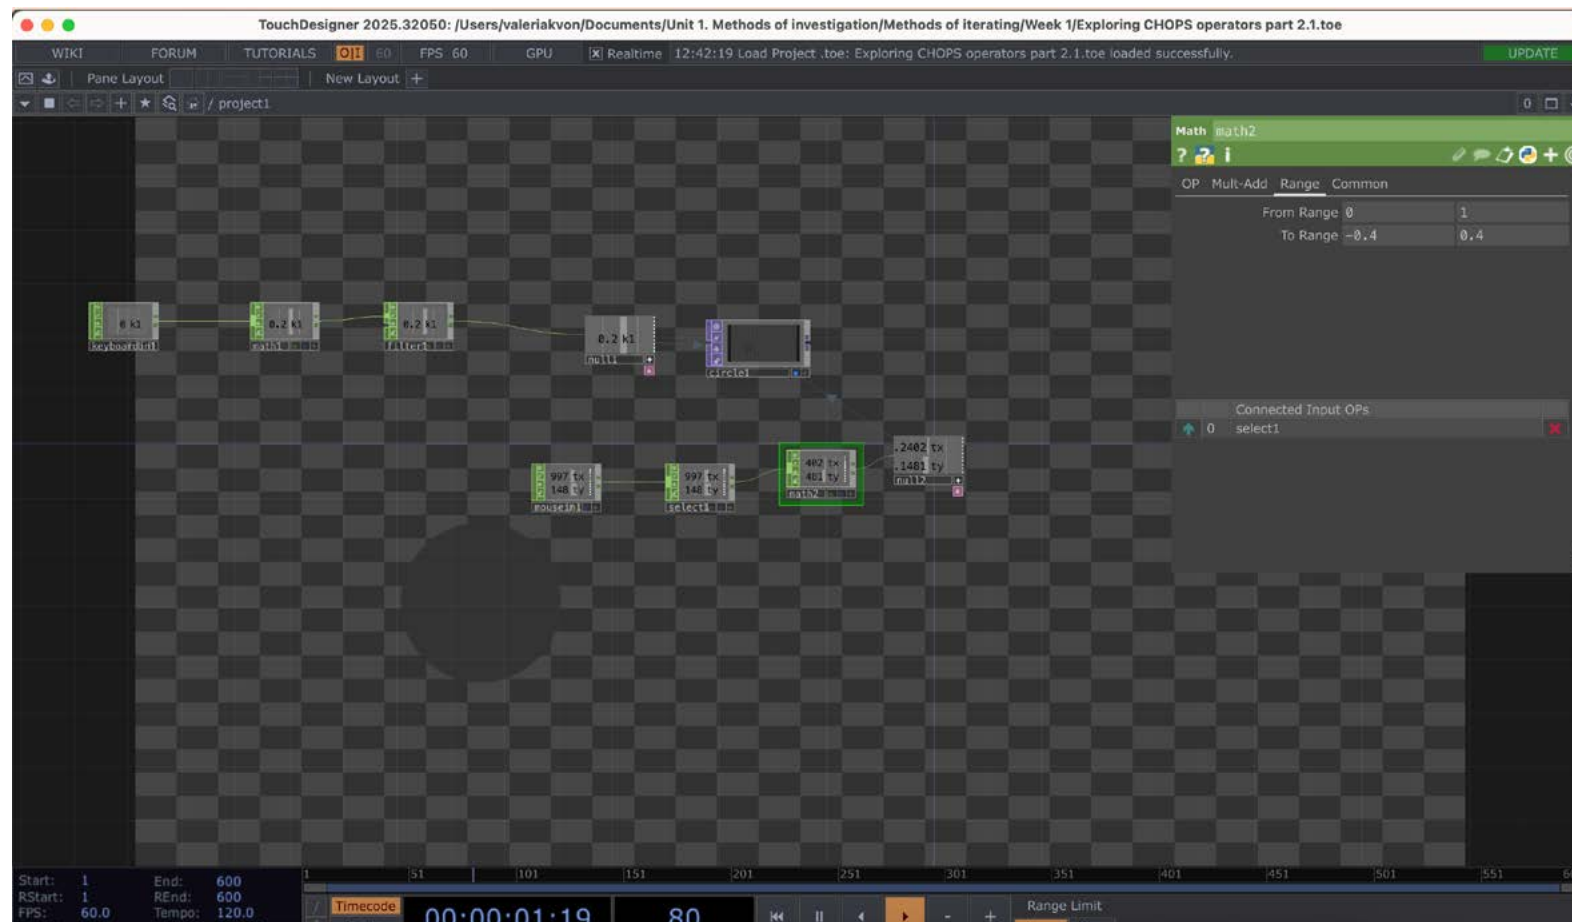 TouchDesigner 2025.32050: /Users/valeriakvon/Documents/Unit 1. Methods of investigation/Methods of iterating/Week 1/Exploring CHOPS operators part 2.1.toe
WIKI FORUM TUTORIALS O|I 60 FPS 60 GPU Realtime 12:42:19 Load Project .toe: Exploring CHOPS operators part 2.1.toe loaded successfully. UPDATE
Pane Layout New Layout +
/ project1 0
Math math2
? i
OP Mult-Add Range Common
From Range 0 1
To Range -0.4 0.4
0 k1
keyboardin1
0.2 k1
math1
0.2 k1
filter1
0.2 k1
null1
circle1
Connected Input OPs
0 select1
997 tx
148 ty
mousein1
997 tx
148 ty
select1
402 tx
481 ty
math2
.2402 tx
.1481 ty
null2
1 51 101 151 201 251 301 351 401 451 501 551
Start: 1 End: 600
RStart: 1 REnd: 600
FPS: 60.0 Tempo: 120.0
Timecode 00:00:01:19 80 Range Limit